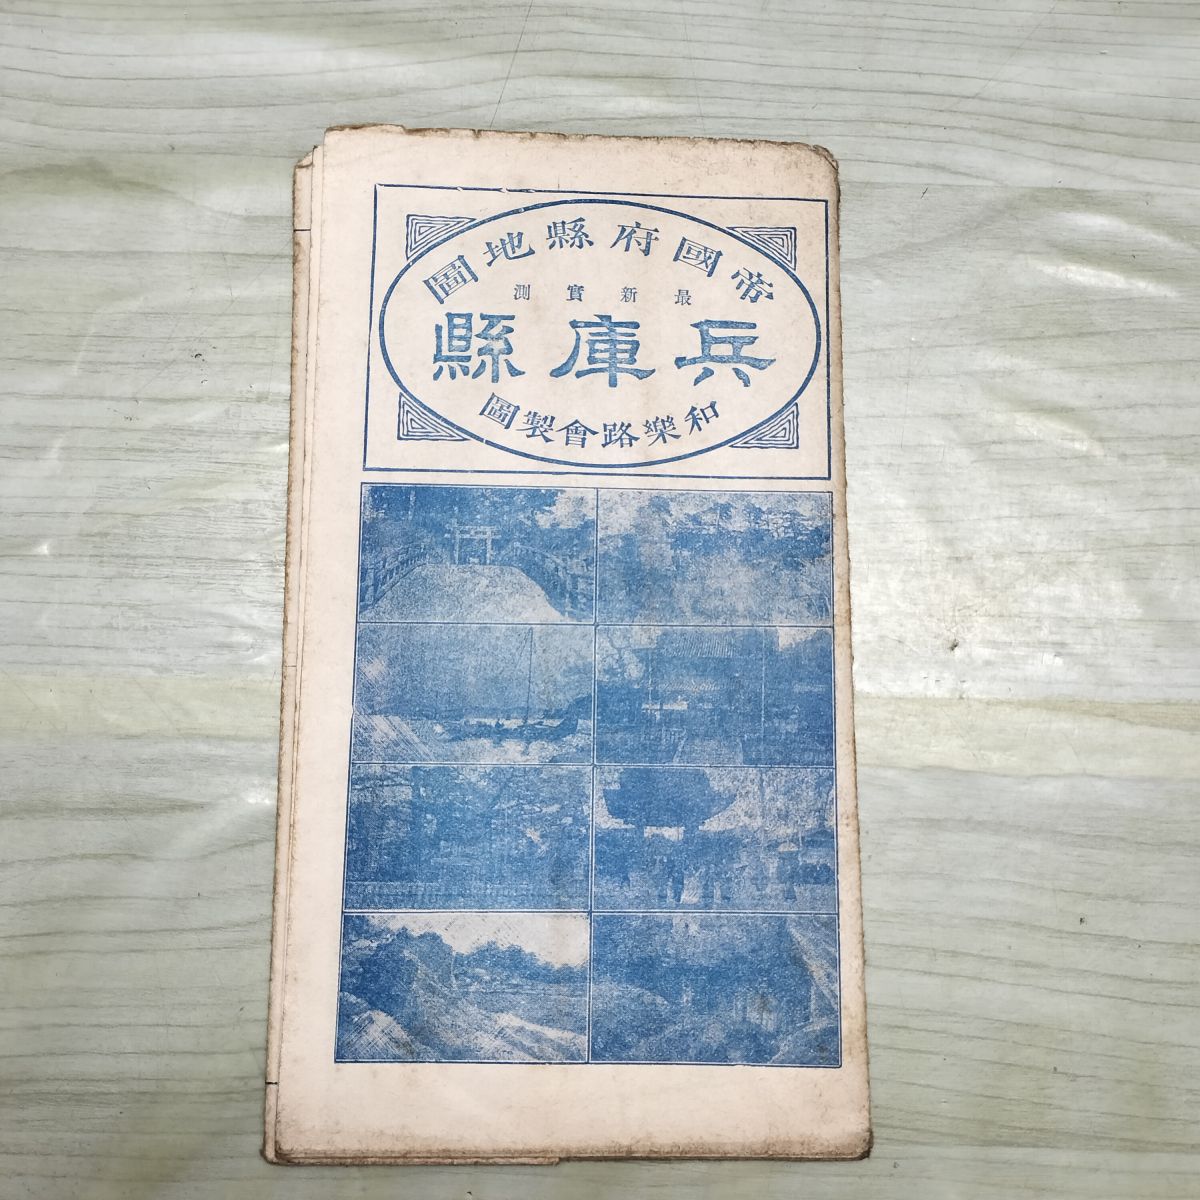 帝國府縣地圖
最新實測
兵庫縣
和樂路會製圖